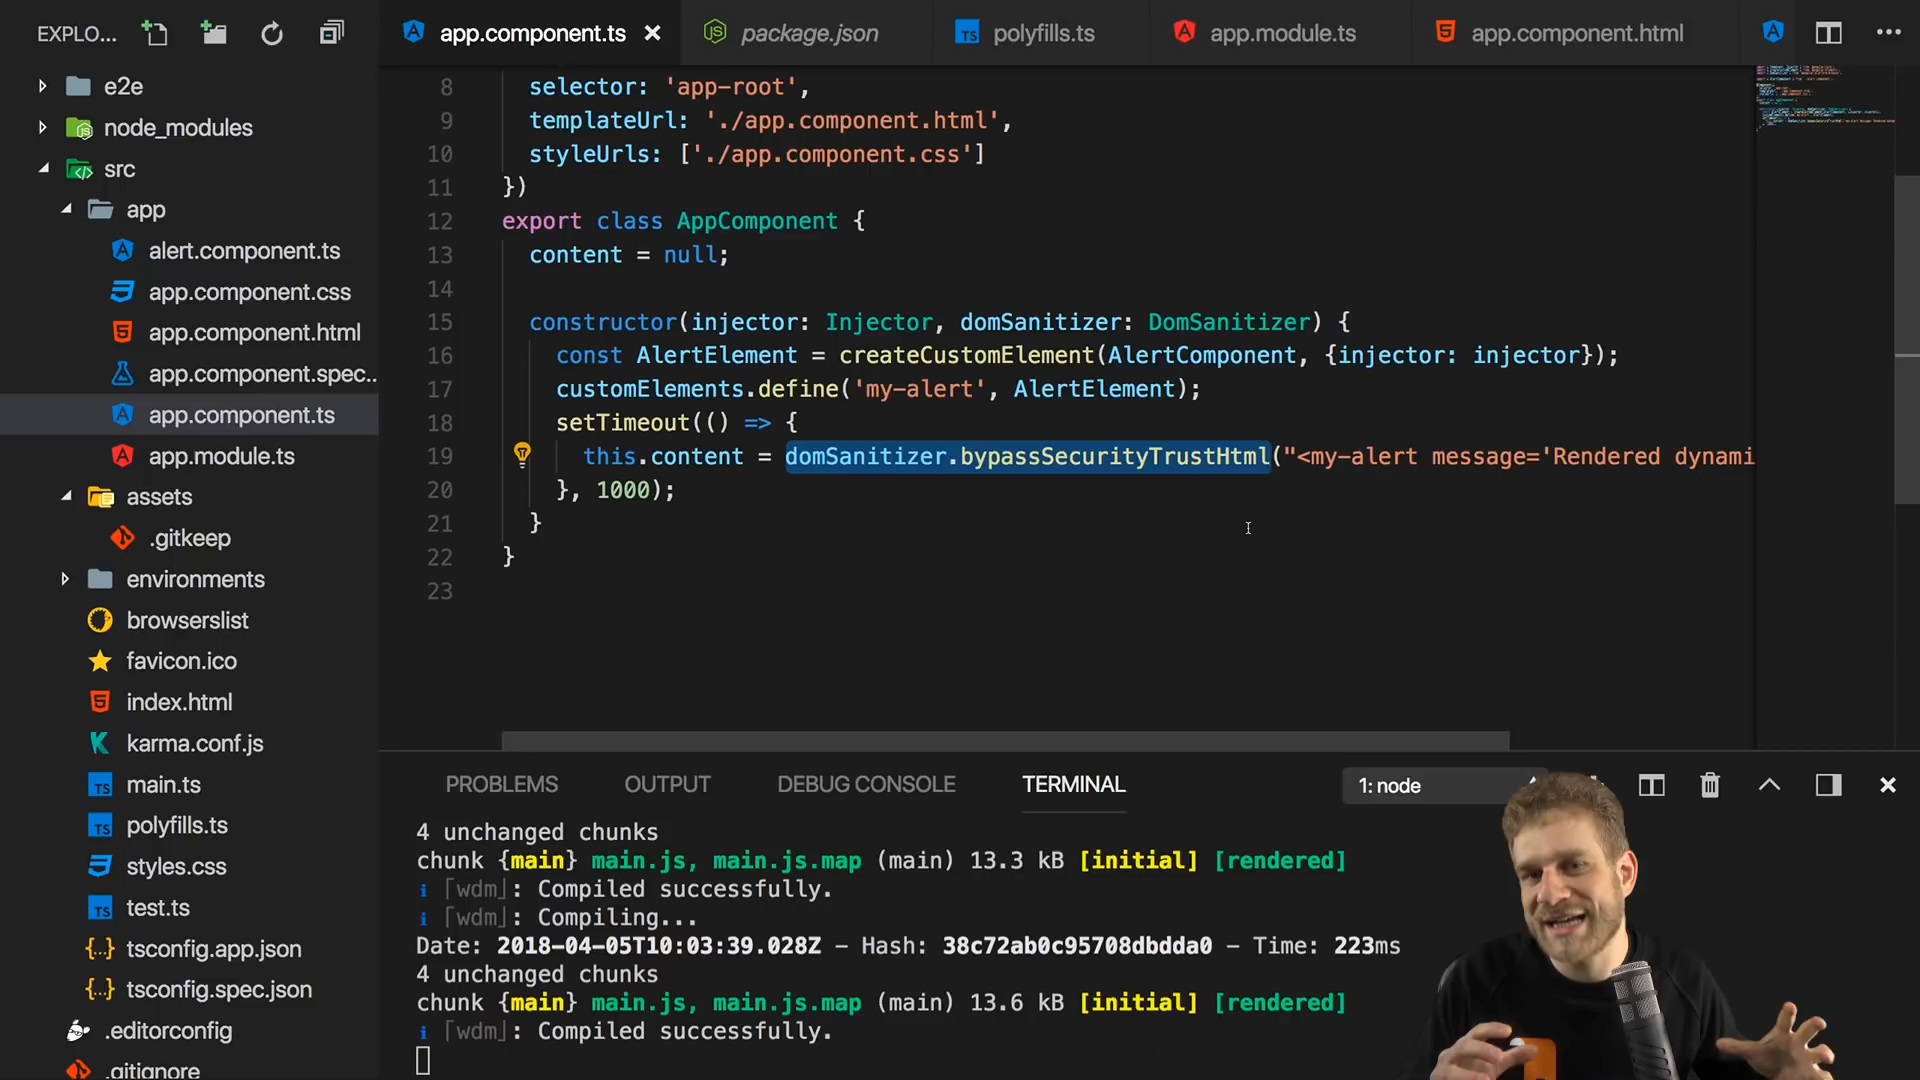 EXPLO...
app.component.ts
package.json
polyfills.ts
app.module.ts
app.component.html
e2e
node_modules
src
app
alert.component.ts
app.component.css
app.component.html
app.component.spec..
app.component.ts
app.module.ts
assets
.gitkeep
environments
browserslist
favicon.ico
index.html
karma.conf.js
main.ts
polyfills.ts
styles.css
test.ts
tsconfig.app.json
tsconfig.spec.json
.editorconfig
.gitignore
8 selector: 'app-root',
9 templateUrl: './app.component.html',
10 styleUrls: ['./app.component.css']
11 })
12 export class AppComponent {
13 content = null;
14
15 constructor(injector: Injector, domSanitizer: DomSanitizer) {
16 const AlertElement = createCustomElement(AlertComponent, {injector: injector});
17 customElements.define('my-alert', AlertElement);
18 setTimeout(() => {
19 this.content = domSanitizer.bypassSecurityTrustHtml("<my-alert message='Rendered dynami
20 }, 1000);
21 }
22 }
23
PROBLEMS
OUTPUT
DEBUG CONSOLE
TERMINAL
1: node
4 unchanged chunks
chunk {main} main.js, main.js.map (main) 13.3 kB [initial] [rendered]
i ｢wdm｣: Compiled successfully.
i ｢wdm｣: Compiling...
Date: 2018-04-05T10:03:39.028Z - Hash: 38c72ab0c95708dbdda0 - Time: 223ms
4 unchanged chunks
chunk {main} main.js, main.js.map (main) 13.6 kB [initial] [rendered]
i ｢wdm｣: Compiled successfully.